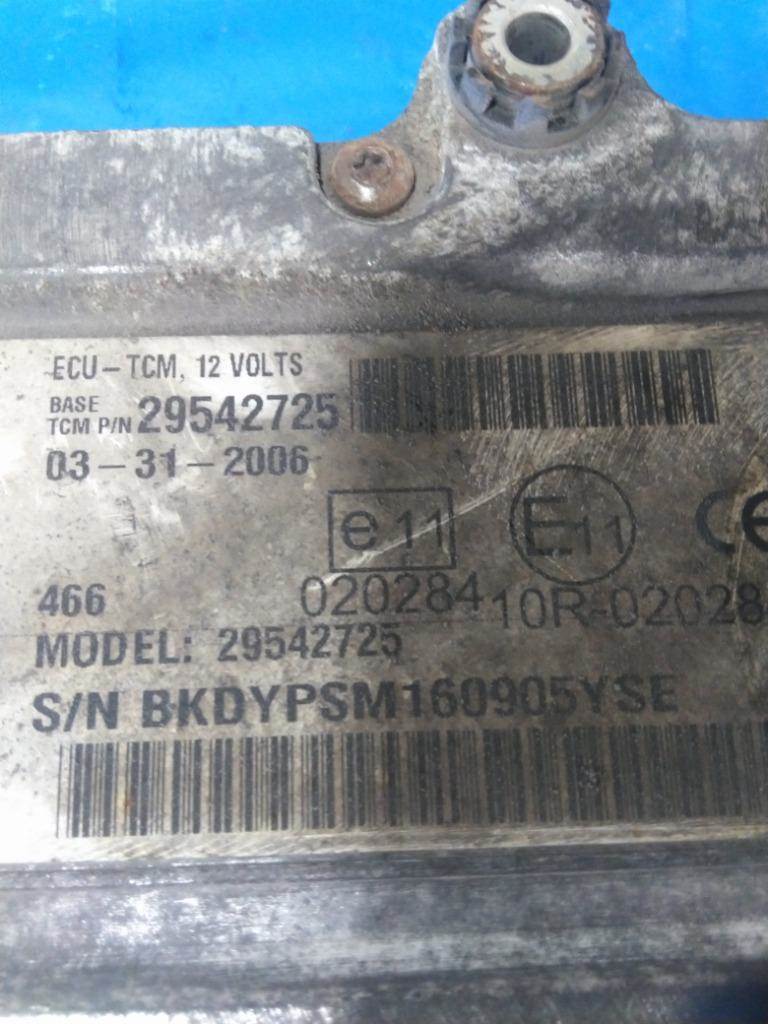 ECU-TCM, 12 VOLTS
BASE
TCM P/N 29542725
03-31-2006
e11 E11 CE
466 020284 10R-02028
MODEL: 29542725
S/N BKDYPSM160905YSE